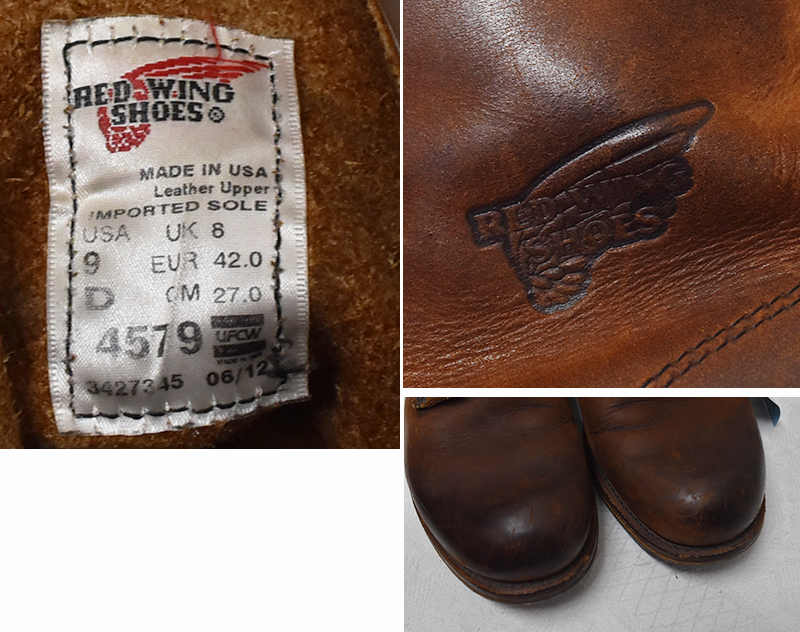 RED WING
SHOES ®
MADE IN USA
Leather Upper
IMPORTED SOLE
USA UK 8
9 EUR 42.0
D CM 27.0
4579 UFCW
3427345 06/12
RED WING
SHOES